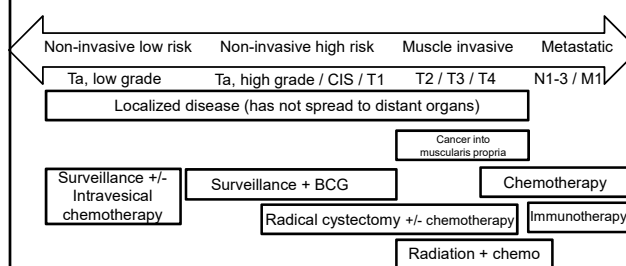 Non-invasive low risk Non-invasive high risk Muscle invasive Metastatic
Ta, low grade Ta, high grade / CIS / T1 T2 / T3 / T4 N1-3 / M1
Localized disease (has not spread to distant organs)
Cancer into
muscularis propria
Surveillance +/-
Intravesical
chemotherapy
Surveillance + BCG
Chemotherapy
Radical cystectomy +/- chemotherapy
Immunotherapy
Radiation + chemo